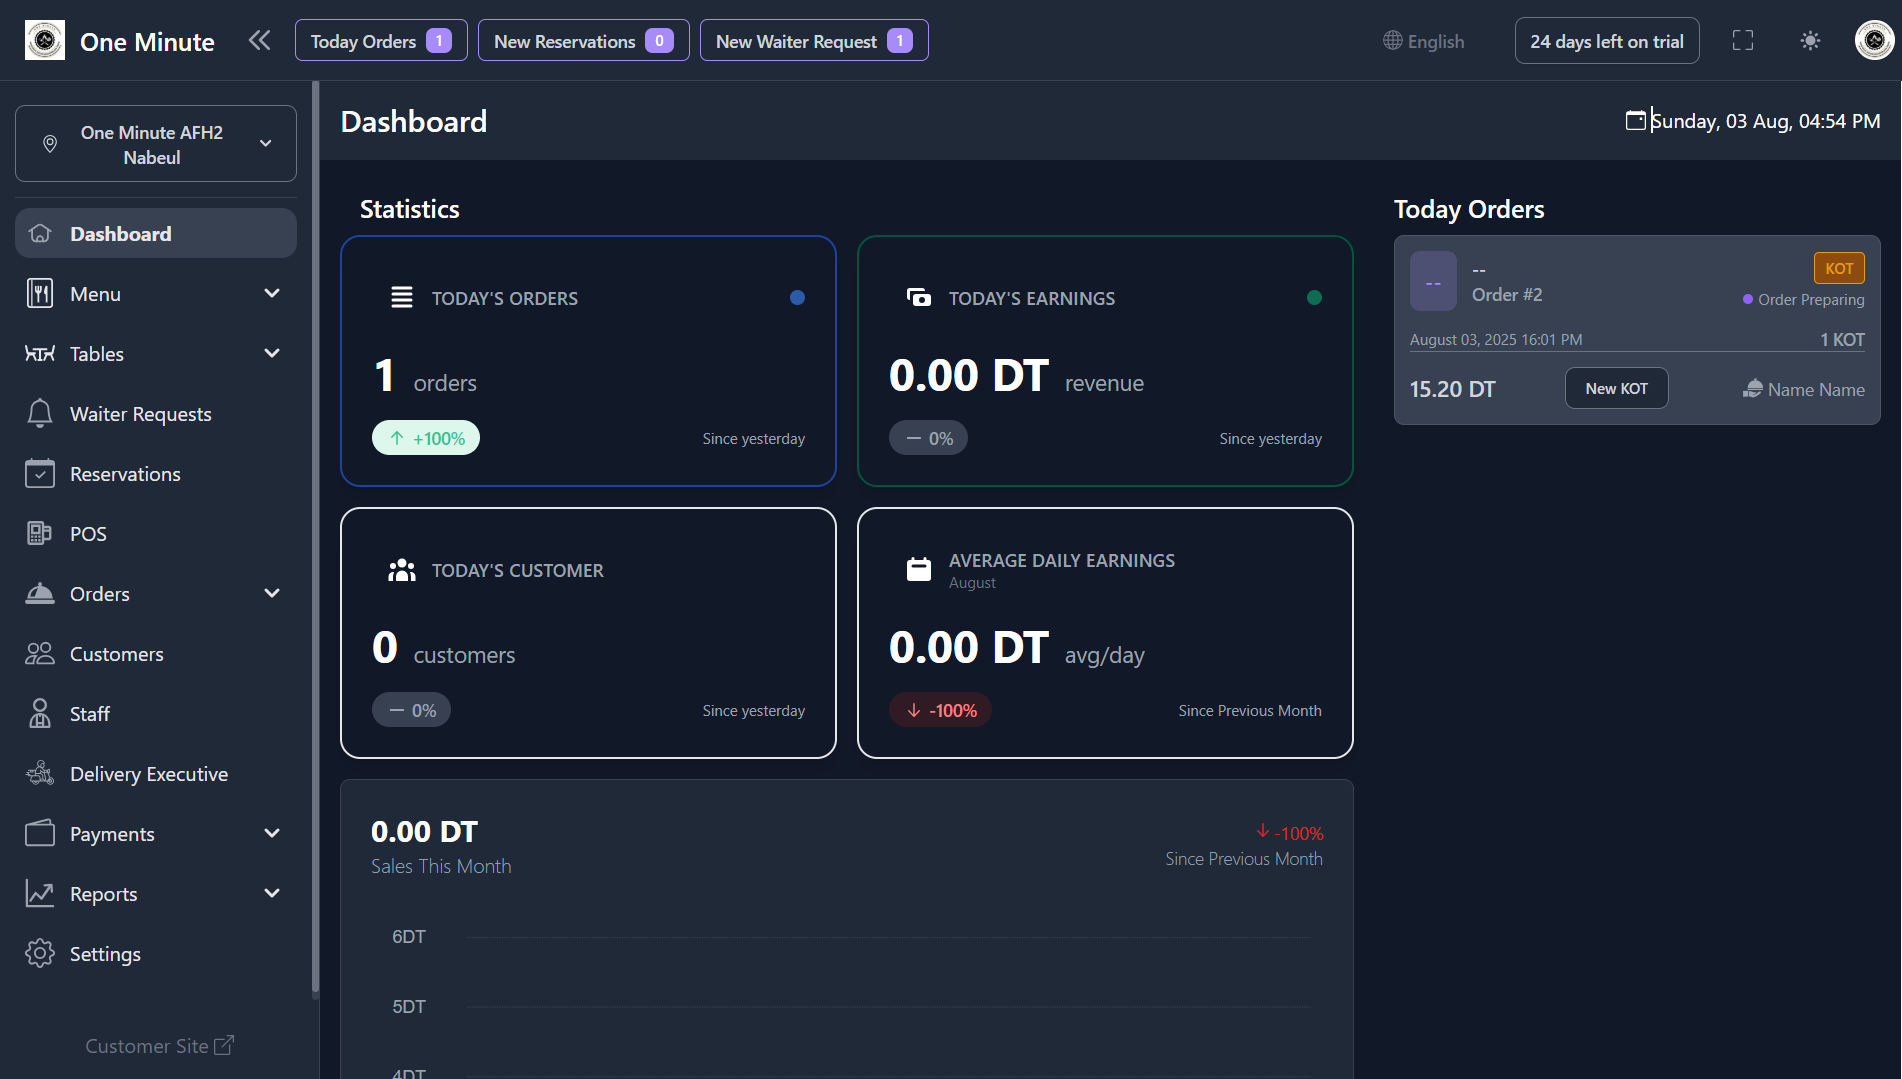 One Minute
Today Orders 1
New Reservations 0
New Waiter Request 1
English
24 days left on trial
One Minute AFH2
Nabeul
Dashboard
Menu
Tables
Waiter Requests
Reservations
POS
Orders
Customers
Staff
Delivery Executive
Payments
Reports
Settings
Customer Site
Dashboard
Sunday, 03 Aug, 04:54 PM
Statistics
TODAY'S ORDERS
1 orders
+100%
Since yesterday
TODAY'S EARNINGS
0.00 DT revenue
0%
Since yesterday
TODAY'S CUSTOMER
0 customers
0%
Since yesterday
AVERAGE DAILY EARNINGS
August
0.00 DT avg/day
-100%
Since Previous Month
0.00 DT
Sales This Month
-100%
Since Previous Month
6DT
5DT
4DT
Today Orders
--
--
Order #2
KOT
Order Preparing
August 03, 2025 16:01 PM
1 KOT
15.20 DT
New KOT
Name Name